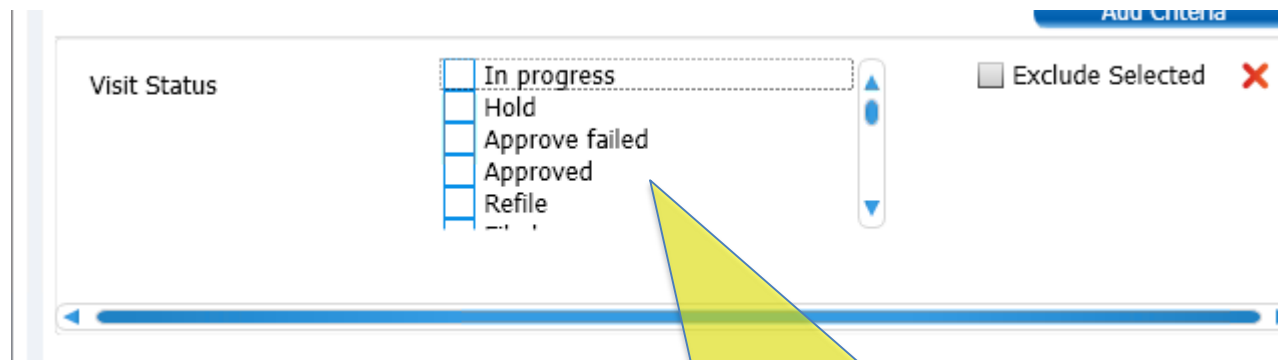 Add Criteria
Visit Status
In progress
Exclude Selected
Hold
Approve failed
Approved
Refile